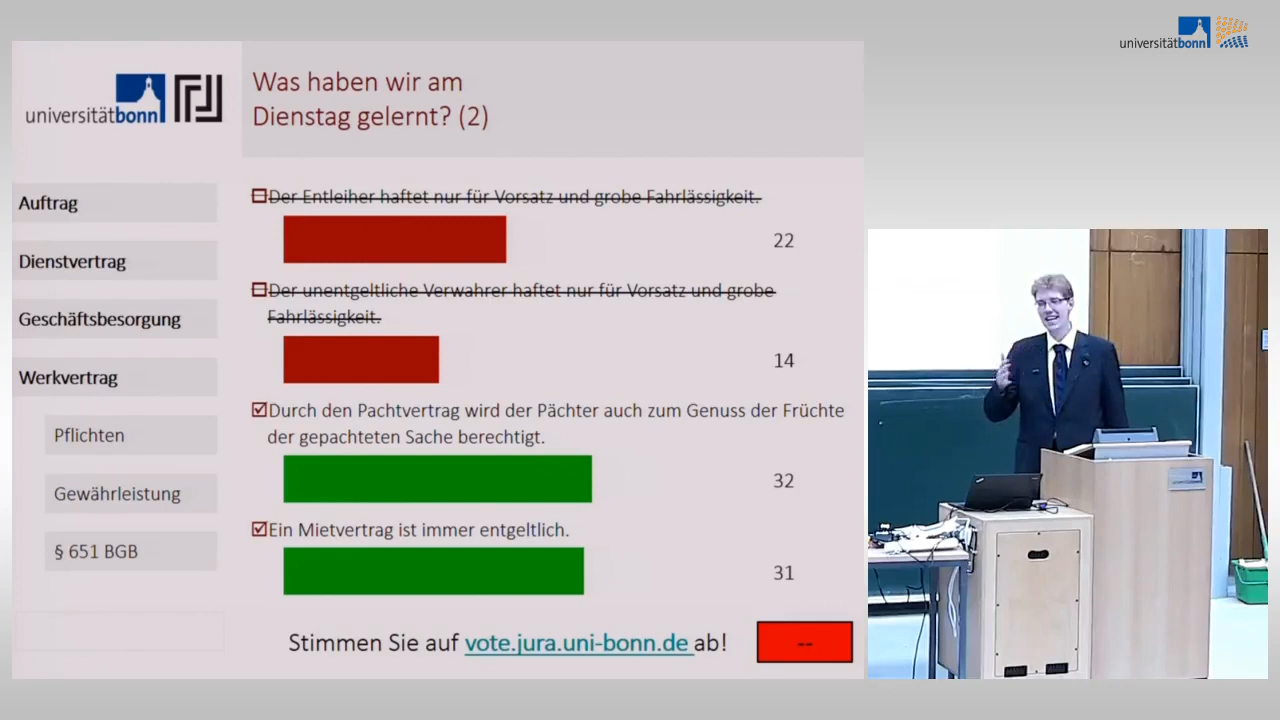 universitätbonn
universitätbonn
Was haben wir am
Dienstag gelernt? (2)
Auftrag
Dienstvertrag
Geschäftsbesorgung
Werkvertrag
Pflichten
Gewährleistung
§ 651 BGB
Der Entleiher haftet nur für Vorsatz und grobe Fahrlässigkeit.
22
Der unentgeltliche Verwahrer haftet nur für Vorsatz und grobe
Fahrlässigkeit.
14
Durch den Pachtvertrag wird der Pächter auch zum Genuss der Früchte
der gepachteten Sache berechtigt.
32
Ein Mietvertrag ist immer entgeltlich.
31
Stimmen Sie auf vote.jura.uni-bonn.de ab!
--